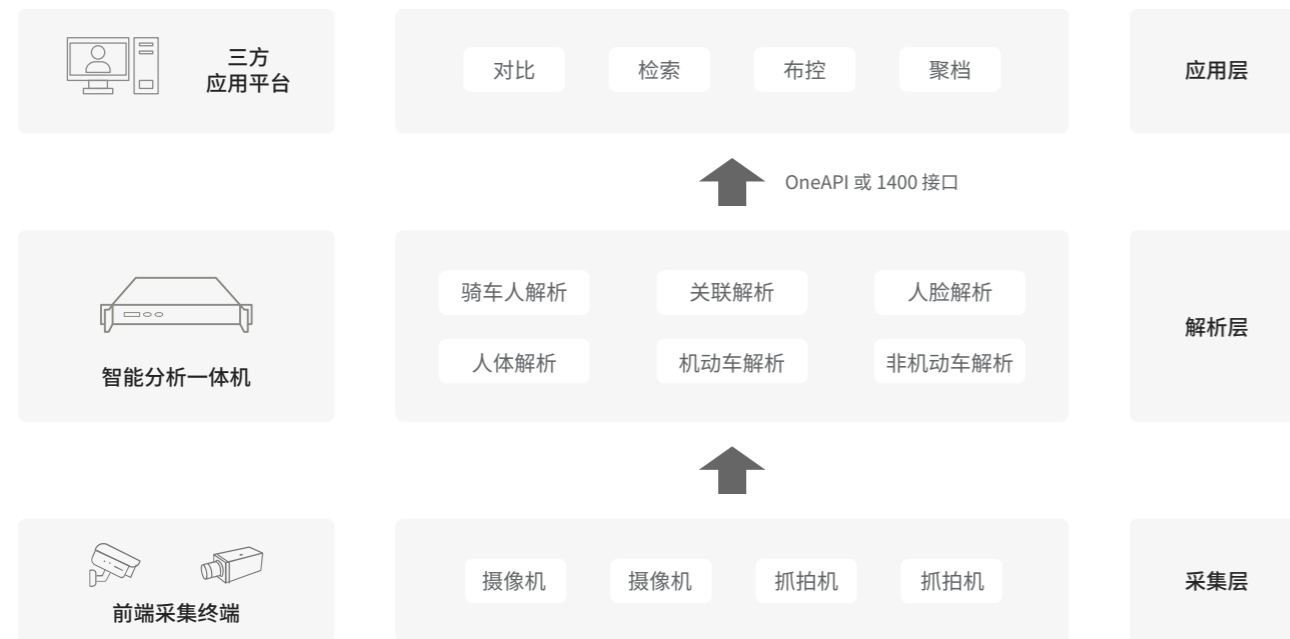 三方
应用平台
对比
检索
布控
聚档
应用层
OneAPI 或 1400 接口
智能分析一体机
骑车人解析
关联解析
人脸解析
人体解析
机动车解析
非机动车解析
解析层
前端采集终端
摄像机
摄像机
抓拍机
抓拍机
采集层